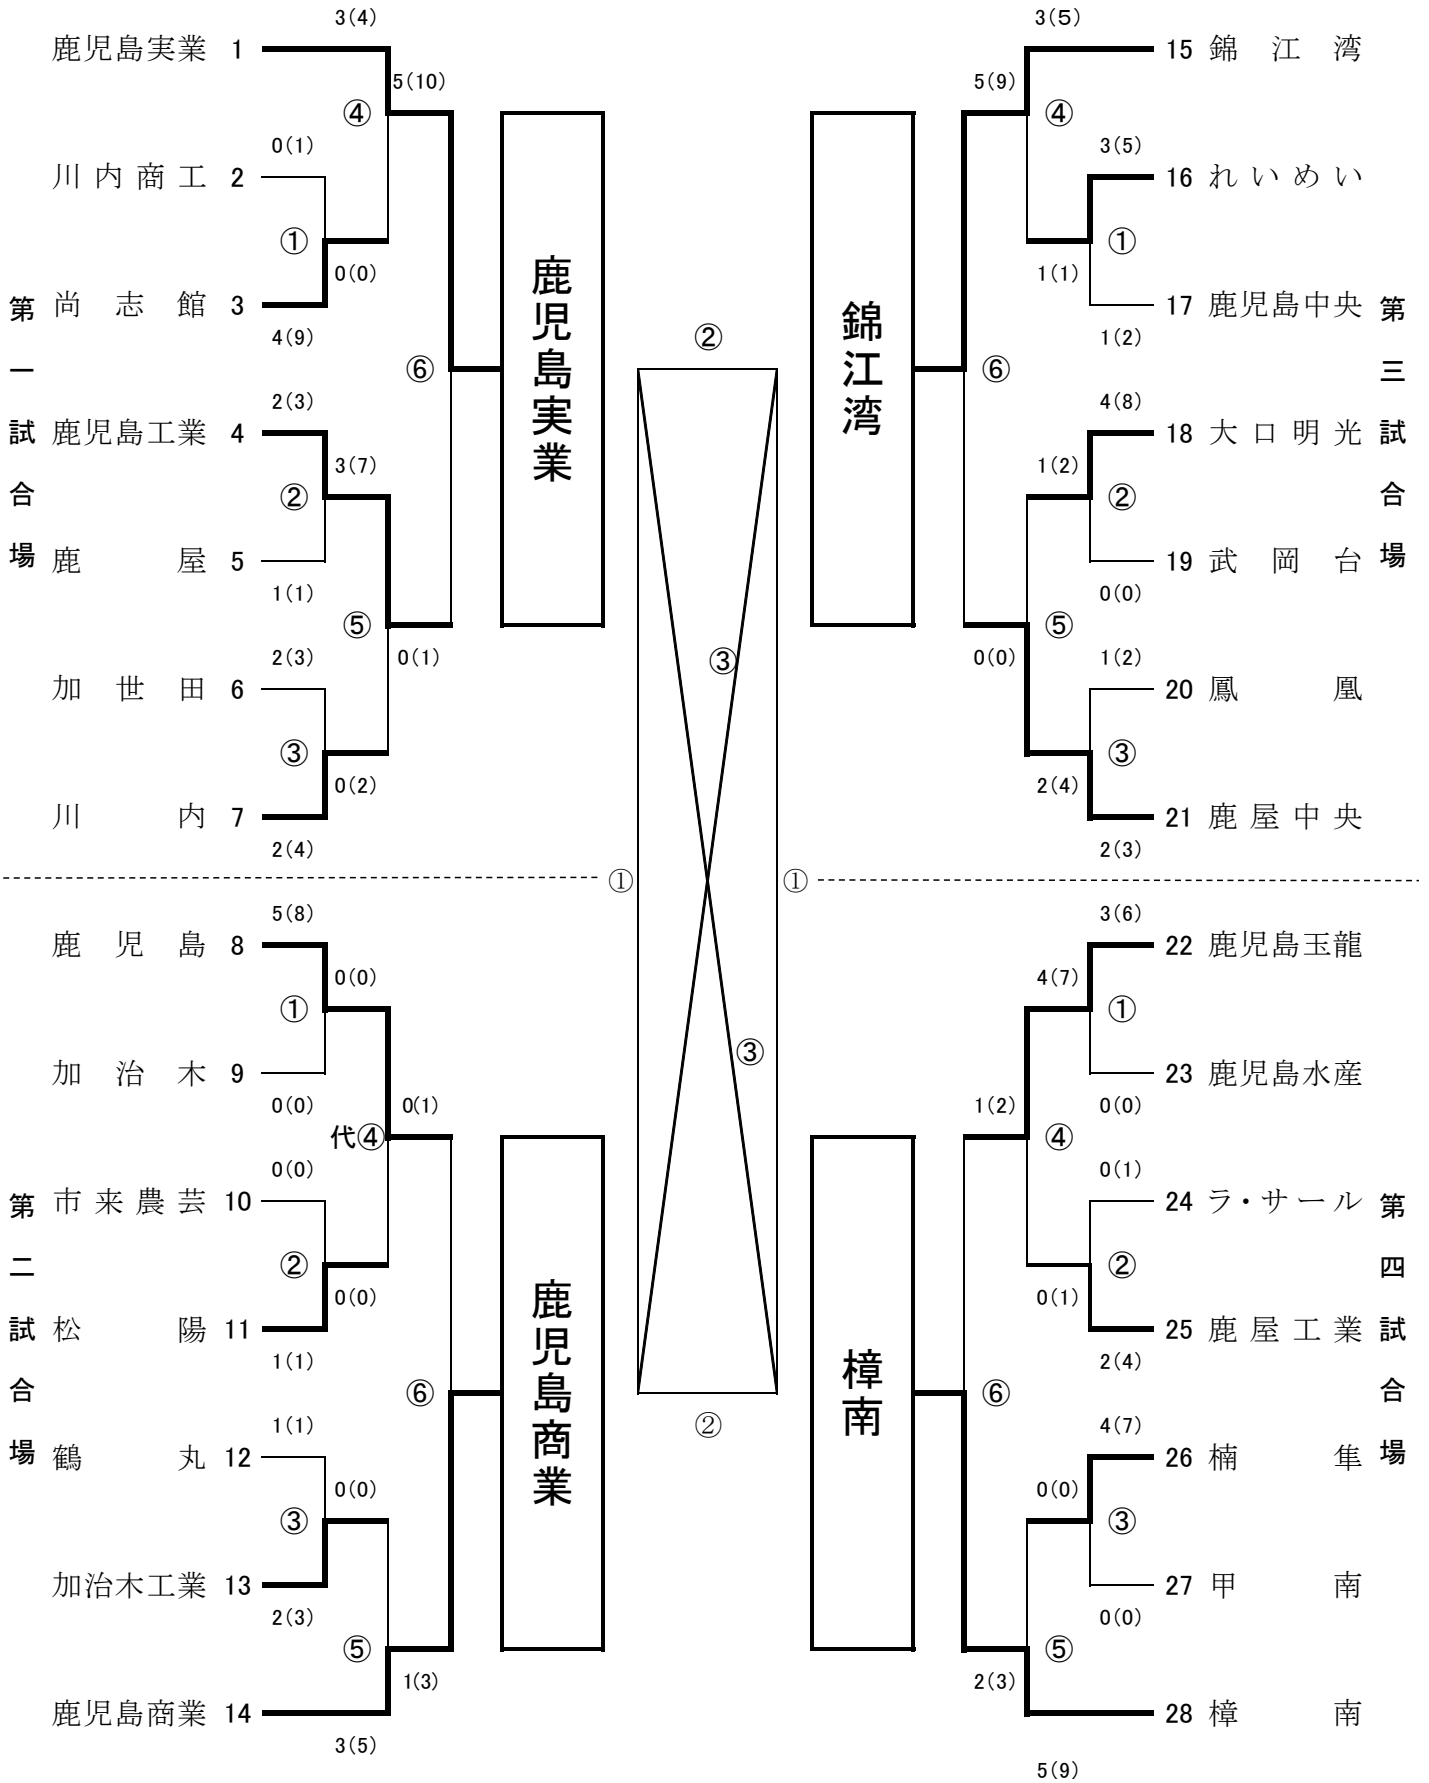 3(4)
鹿児島実業 1
5(10)
④
0(1)
川内商工 2
①
0(0)
尚志館 3
4(9)
⑥
2(3)
鹿児島工業 4
3(7)
②
鹿屋 5
1(1)
⑤
0(1)
2(3)
加世田 6
③
0(2)
川内 7
2(4)
第一試合場
鹿児島実業
5(8)
鹿児島 8
0(0)
①
加治木 9
0(0)
0(1)
代④
0(0)
市来農芸 10
②
0(0)
松陽 11
1(1)
⑥
1(1)
鶴丸 12
0(0)
③
加治木工業 13
2(3)
⑤
1(3)
鹿児島商業 14
3(5)
第二試合場
鹿児島商業
②
③
① ①
③
②
3(5)
15 錦江湾
5(9)
④
3(5)
16 れいめい
①
1(1)
17 鹿児島中央
1(2)
⑥
4(8)
18 大口明光
1(2)
②
19 武岡台
0(0)
⑤
0(0)
1(2)
20 鳳凰
③
2(4)
21 鹿屋中央
2(3)
第三試合場
錦江湾
3(6)
22 鹿児島玉龍
4(7)
①
23 鹿児島水産
0(0)
1(2)
④
0(1)
24 ラ・サール
②
0(1)
25 鹿屋工業
2(4)
⑥
4(7)
26 楠隼
0(0)
③
27 甲南
0(0)
⑤
2(3)
28 樟南
5(9)
第四試合場
樟南